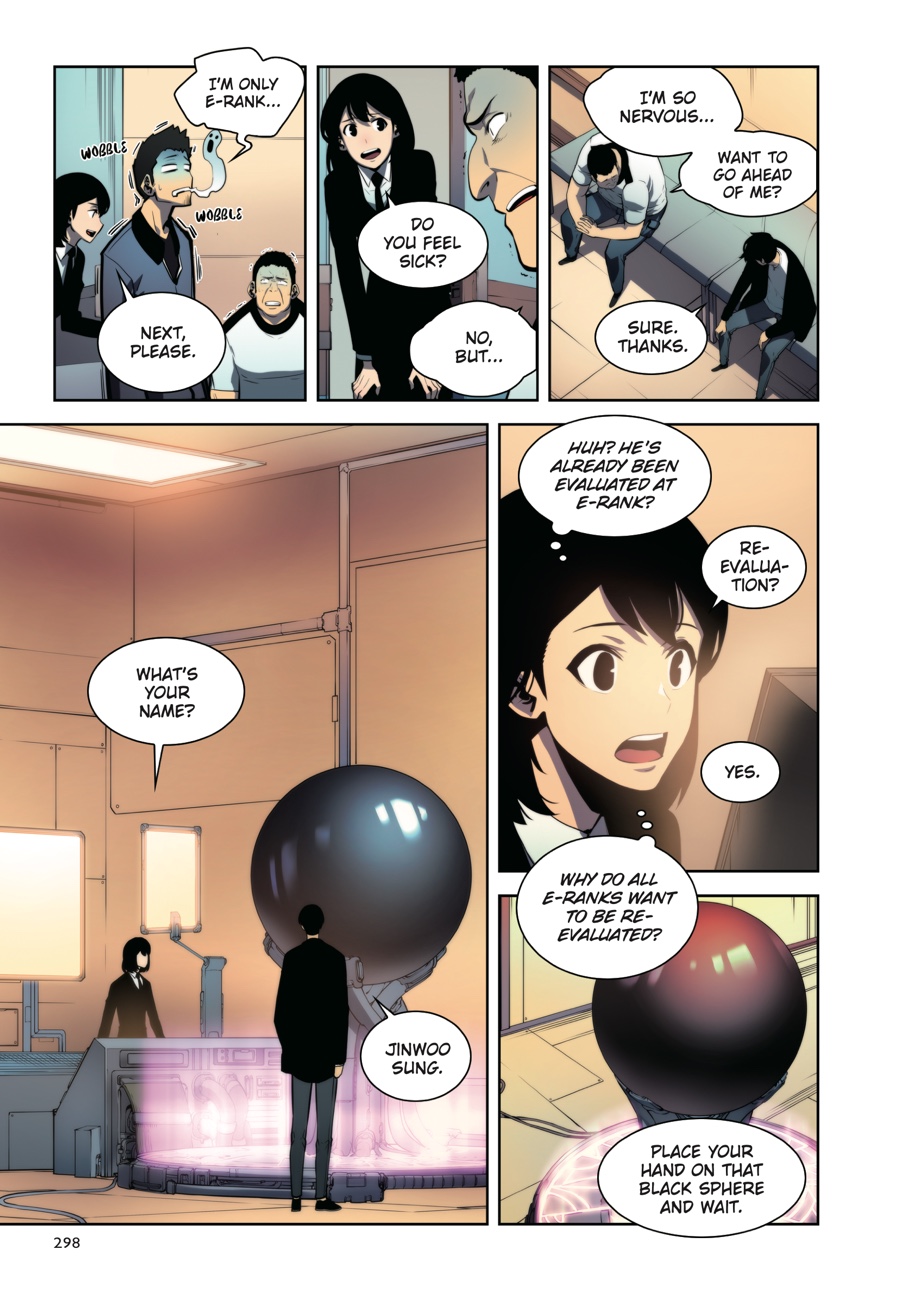 I'M ONLY
E-RANK...
WOBBLE
WOBBLE
NEXT,
PLEASE.
DO
YOU FEEL
SICK?
NO,
BUT...
I'M SO
NERVOUS...
WANT TO
GO AHEAD
OF ME?
SURE.
THANKS.
WHAT'S
YOUR
NAME?
JINWOO
SUNG.
HUH? HE'S
ALREADY BEEN
EVALUATED AT
E-RANK?
RE-
EVALUA-
TION?
YES.
WHY DO ALL
E-RANKS WANT
TO BE RE-
EVALUATED?
PLACE YOUR
HAND ON THAT
BLACK SPHERE
AND WAIT.
298